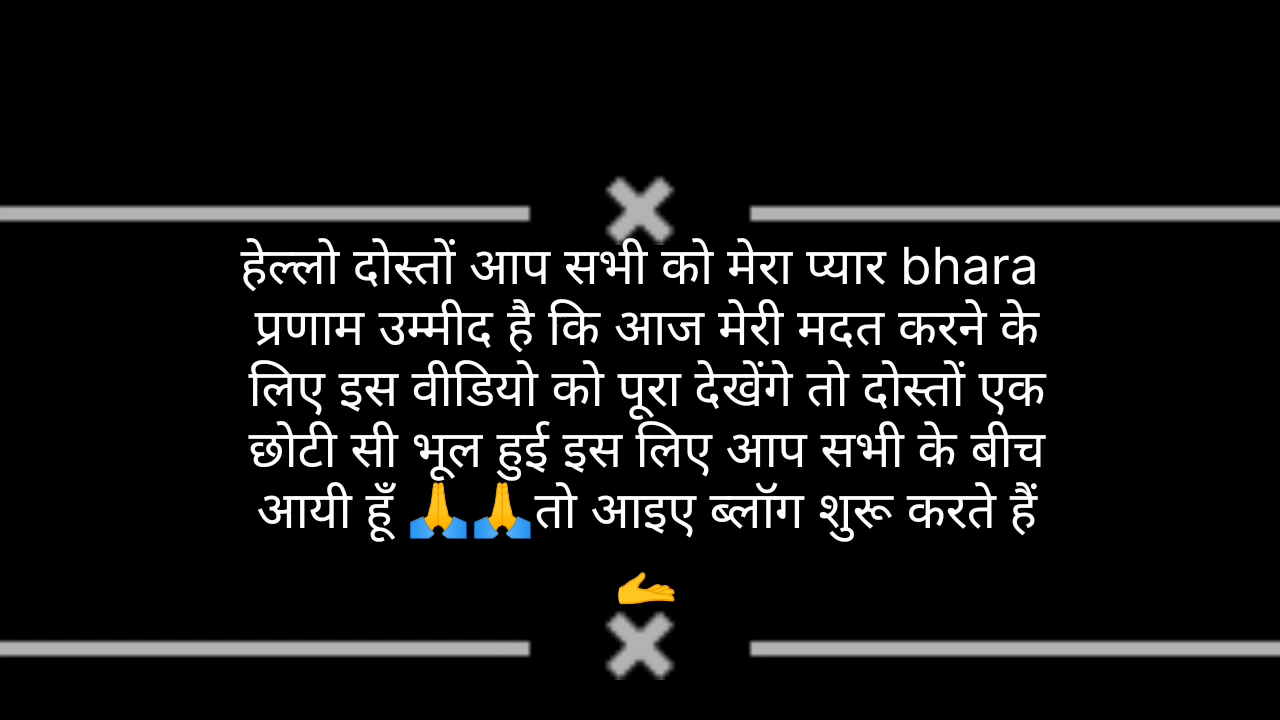 हेल्लो दोस्तों आप सभी को मेरा प्यार bhara
प्रणाम उम्मीद है कि आज मेरी मदत करने के
लिए इस वीडियो को पूरा देखेंगे तो दोस्तों एक
छोटी सी भूल हुई इस लिए आप सभी के बीच
आयी हूँ 🙏🙏तो आइए ब्लॉग शुरू करते हैं
🫴